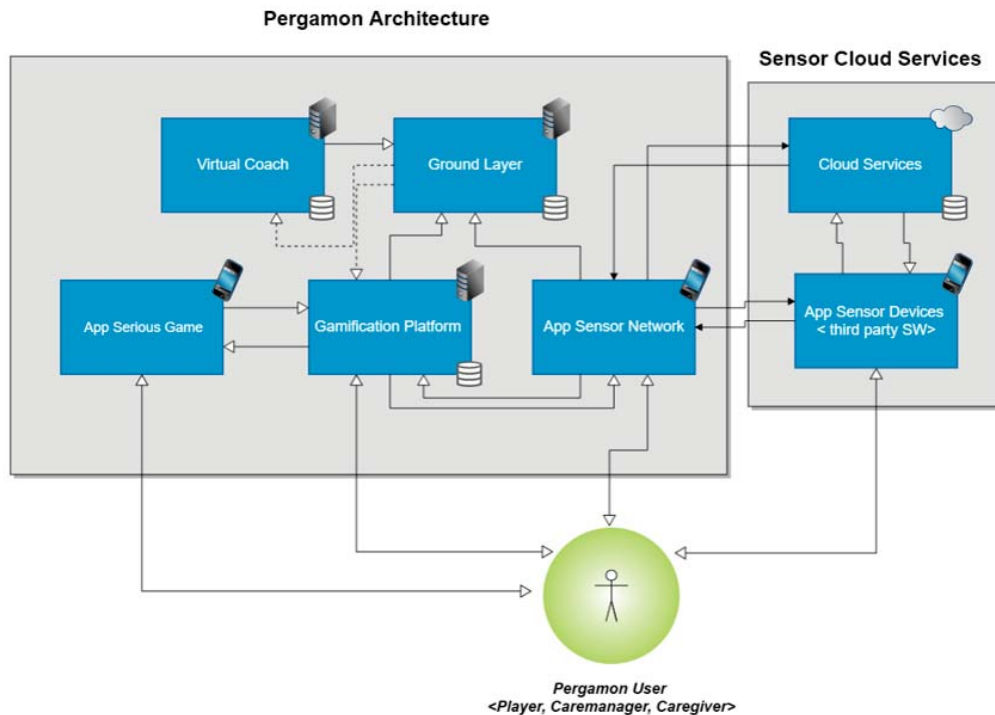 Pergamon Architecture
Sensor Cloud Services
Virtual Coach
Ground Layer
Cloud Services
App Serious Game
Gamification Platform
App Sensor Network
App Sensor Devices
< third party SW>
Pergamon User
<Player, Caremanager, Caregiver>